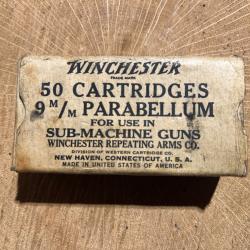 WINCHESTER
TRADE MARK
50 CARTRIDGES
9 M/M PARABELLUM
FOR USE IN
SUB-MACHINE GUNS
WINCHESTER REPEATING ARMS CO.
DIVISION OF WESTERN CARTRIDGE CO.
NEW HAVEN, CONNECTICUT, U. S. A.
MADE IN UNITED STATES OF AMERICA